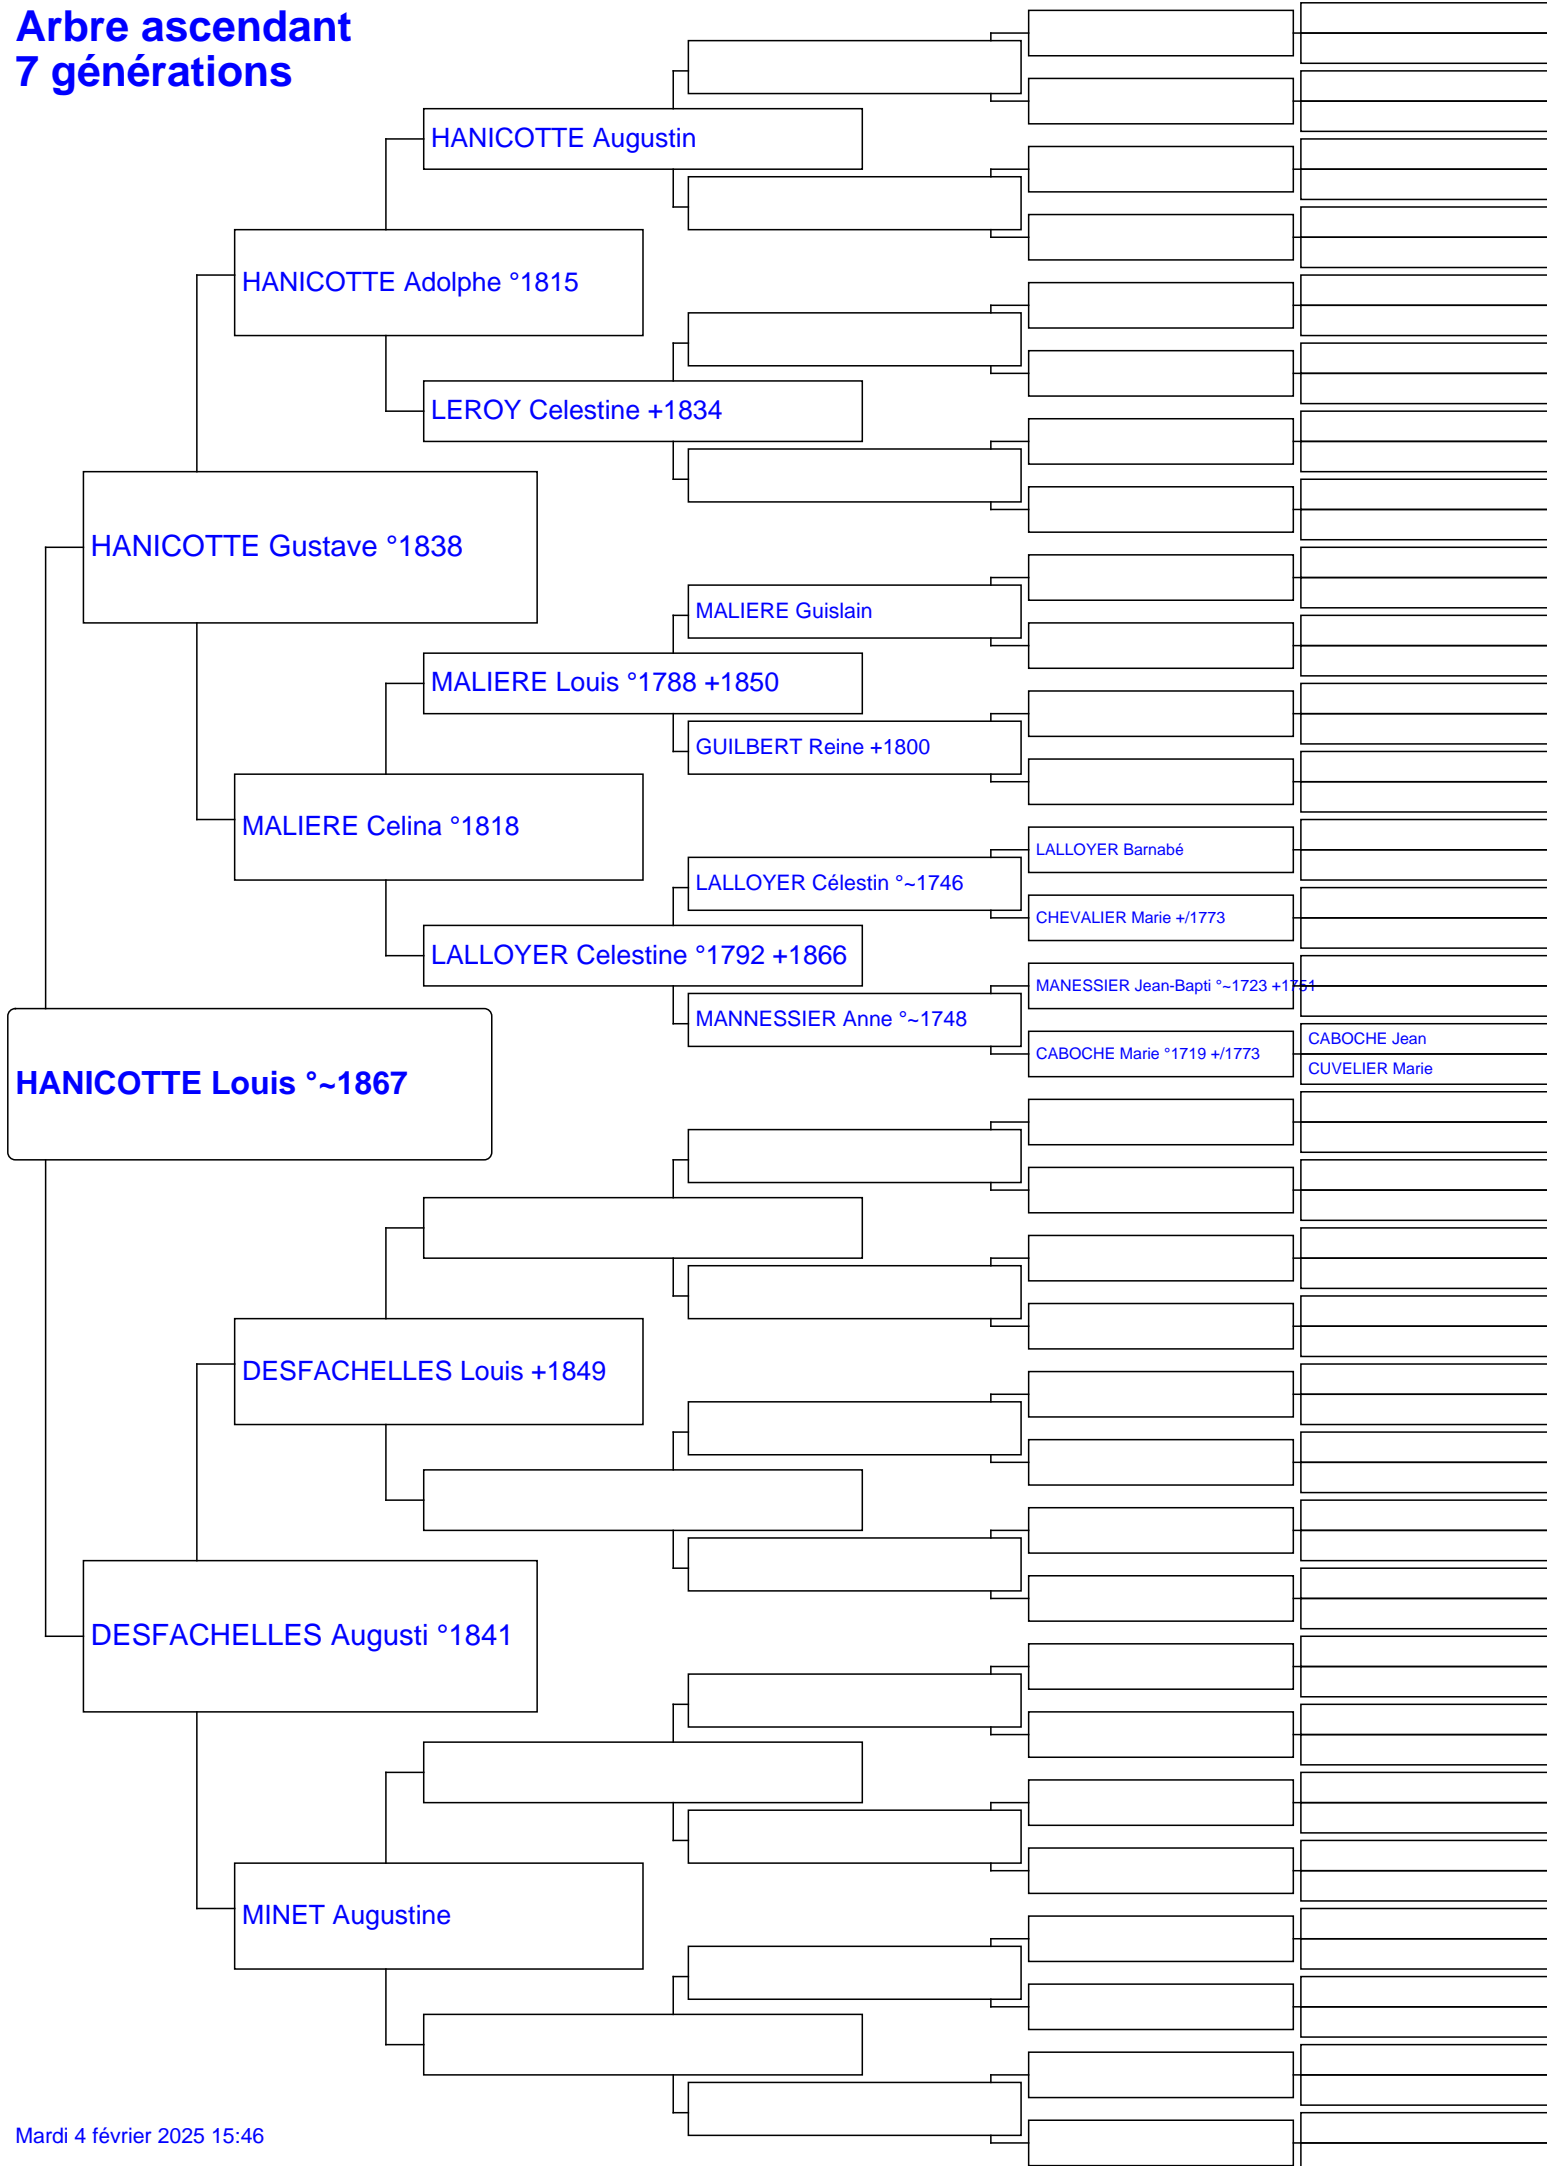 Arbre ascendant
7 générations
HANICOTTE Augustin
HANICOTTE Adolphe °1815
LEROY Celestine +1834
HANICOTTE Gustave °1838
MALIERE Guislain
MALIERE Louis °1788 +1850
GUILBERT Reine +1800
MALIERE Celina °1818
LALLOYER Barnabé
LALLOYER Célestin °~1746
CHEVALIER Marie +/1773
LALLOYER Celestine °1792 +1866
MANESSIER Jean-Bapti °~1723 +1751
MANNESSIER Anne °~1748
CABOCHE Jean
CABOCHE Marie °1719 +/1773
CUVELIER Marie
HANICOTTE Louis °~1867
DESFACHELLES Louis +1849
DESFACHELLES Augusti °1841
MINET Augustine
Mardi 4 février 2025 15:46